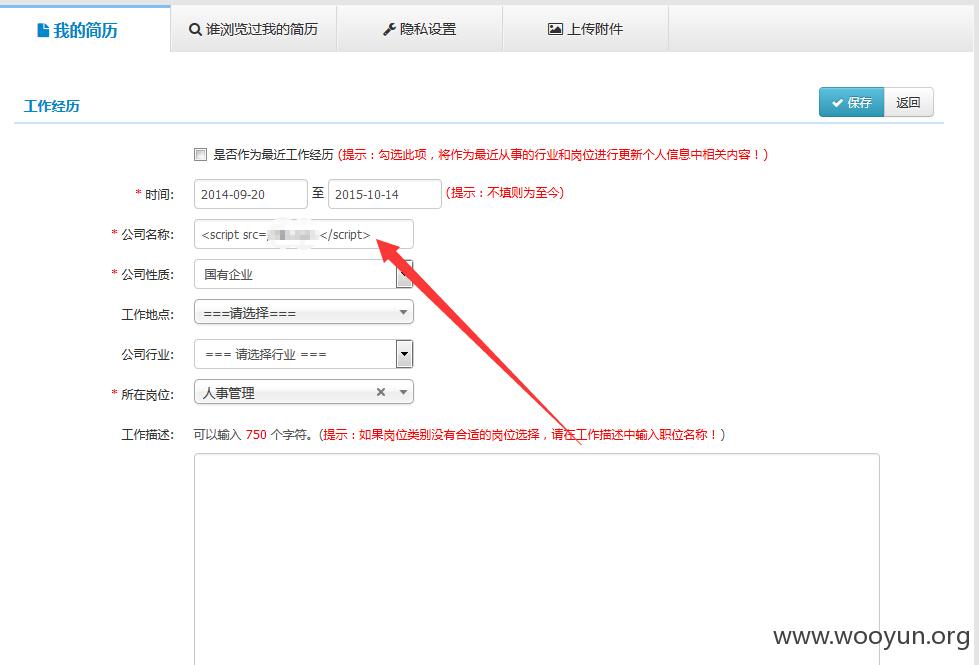 我的简历 谁浏览过我的简历 隐私设置 上传附件
工作经历 保存 返回
是否作为最近工作经历 (提示：勾选此项，将作为最近从事的行业和岗位进行更新个人信息中相关内容！)
* 时间: 2014-09-20 至 2015-10-14 (提示：不填则为至今)
* 公司名称: <script src= </script>
* 公司性质: 国有企业
工作地点: ===请选择===
公司行业: === 请选择行业 ===
* 所在岗位: 人事管理
工作描述: 可以输入 750 个字符。(提示：如果岗位类别没有合适的岗位选择，请在工作描述中输入职位名称！)
www.wooyun.org